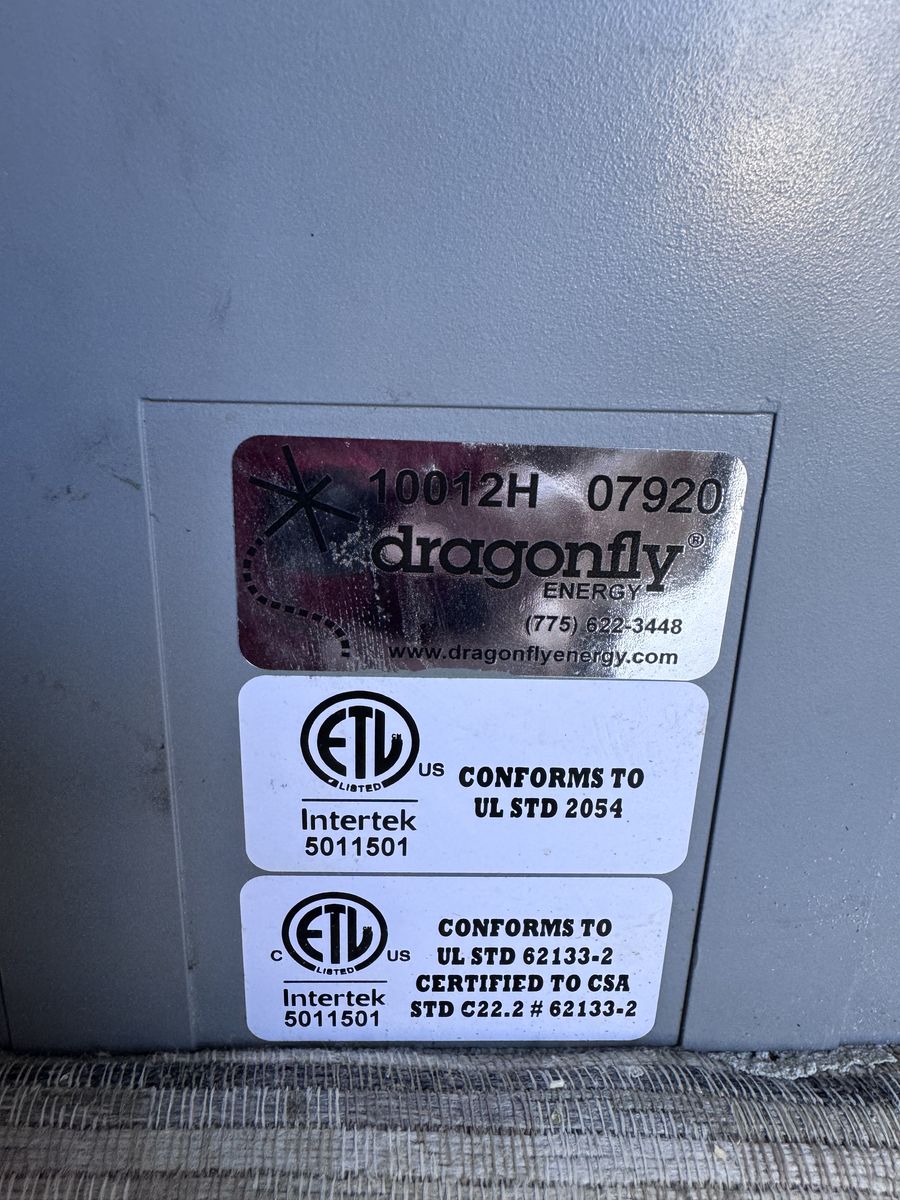 10012H 07920
dragonfly®
ENERGY
(775) 622-3448
www.dragonflyenergy.com
ETL CM
LISTED
US
CONFORMS TO
UL STD 2054
Intertek
5011501
ETL
LISTED
C US
CONFORMS TO
UL STD 62133-2
CERTIFIED TO CSA
STD C22.2 # 62133-2
Intertek
5011501